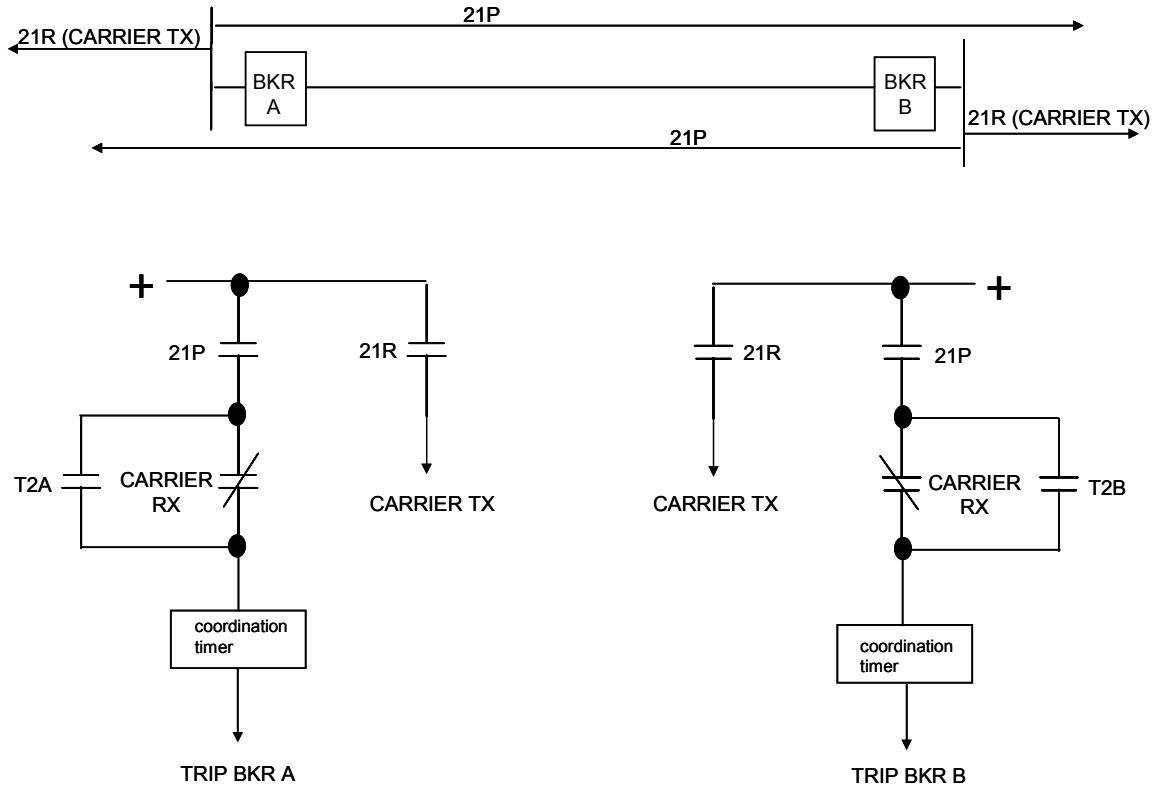 21P
21R (CARRIER TX)
BKR
A
BKR
B
21R (CARRIER TX)
21P
+
+
21P
21R
21R
21P
T2A
CARRIER
RX
CARRIER
RX
T2B
CARRIER TX
CARRIER TX
coordination
timer
coordination
timer
TRIP BKR A
TRIP BKR B